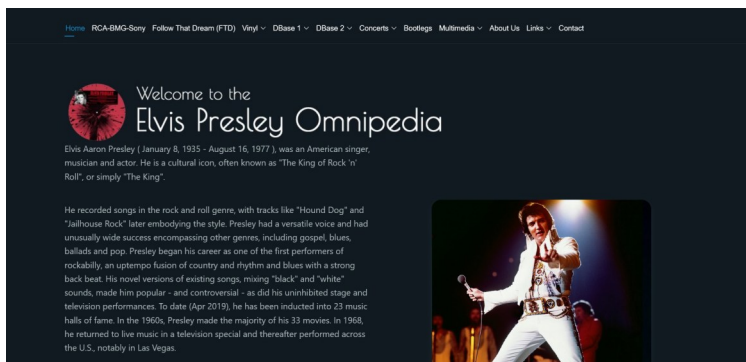 Home RCA-BMG-Sony Follow That Dream (FTD) Vinyl DBase 1 DBase 2 Concerts Bootlegs Multimedia About Us Links Contact
Welcome to the
Elvis Presley Omnipedia
Elvis Aaron Presley ( January 8, 1935 - August 16, 1977 ), was an American singer,
musician and actor. He is a cultural icon, often known as "The King of Rock 'n'
Roll", or simply "The King".
He recorded songs in the rock and roll genre, with tracks like "Hound Dog" and
"Jailhouse Rock" later embodying the style. Presley had a versatile voice and had
unusually wide success encompassing other genres, including gospel, blues,
ballads and pop. Presley began his career as one of the first performers of
rockabilly, an uptempo fusion of country and rhythm and blues with a strong
back beat. His novel versions of existing songs, mixing "black" and "white"
sounds, made him popular - and controversial - as did his uninhibited stage and
television performances. To date (Apr 2019), he has been inducted into 23 music
halls of fame. In the 1960s, Presley made the majority of his 33 movies. In 1968,
he returned to live music in a television special and thereafter performed across
the U.S., notably in Las Vegas.